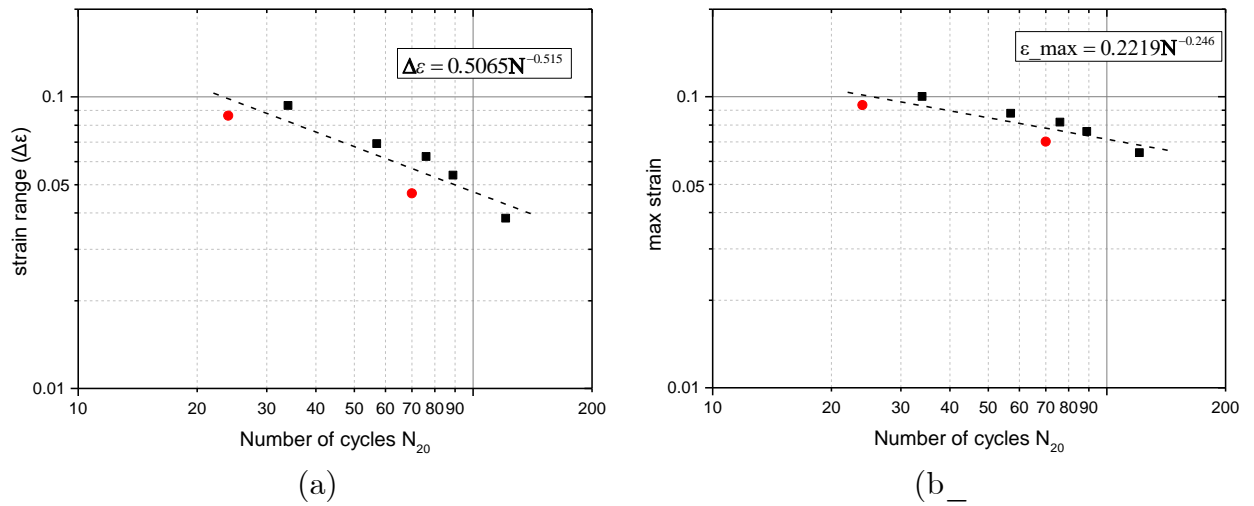 Δε = 0.5065N^−0.515
0.1
0.05
0.01
strain range (Δε)
10 20 30 40 50 60 70 80 90 200
Number of cycles N₂₀
(a)
ε_max = 0.2219N^−0.246
0.1
0.05
0.01
max strain
10 20 30 40 50 60 70 80 90 200
Number of cycles N₂₀
(b_